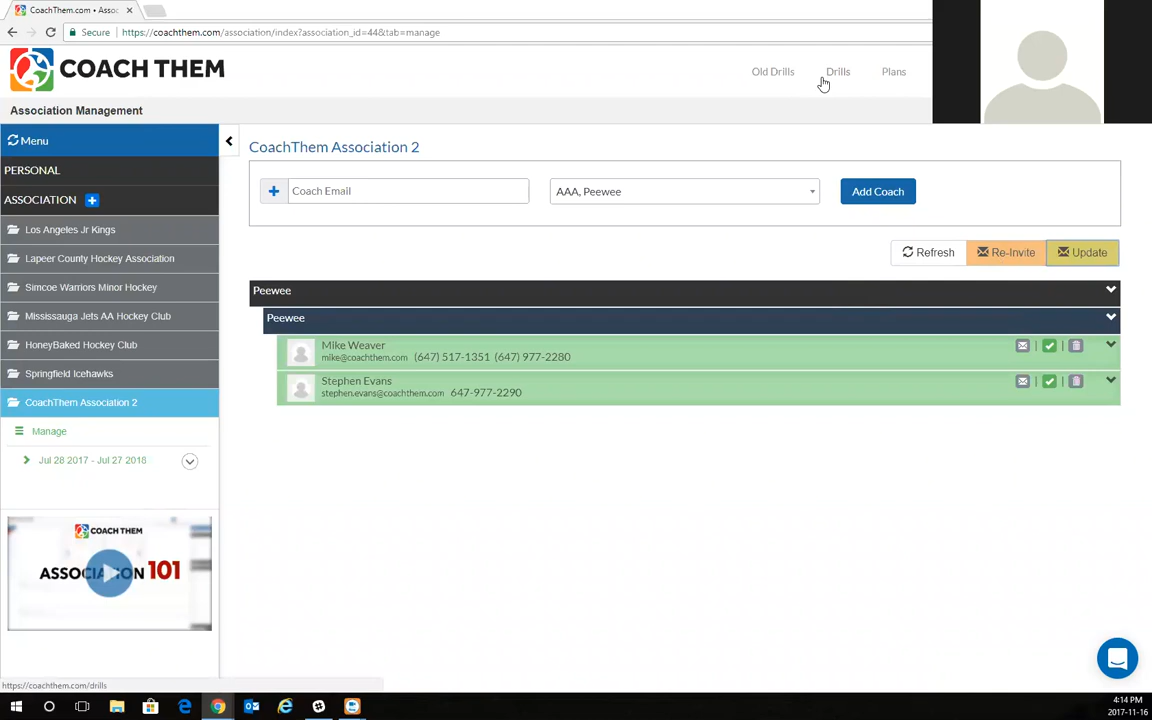 CoachThem.com • Assoc
Secure https://coachthem.com/association/index?association_id=44&tab=manage
COACH THEM
Old Drills Drills Plans
Association Management
Menu
CoachThem Association 2
PERSONAL
ASSOCIATION
Coach Email
AAA, Peewee
Add Coach
Los Angeles Jr Kings
Lapeer County Hockey Association
Simcoe Warriors Minor Hockey
Mississauga Jets AA Hockey Club
HoneyBaked Hockey Club
Springfield Icehawks
CoachThem Association 2
Manage
Jul 28 2017 - Jul 27 2018
Refresh Re-Invite Update
Peewee
Peewee
Mike Weaver
mike@coachthem.com (647) 517-1351 (647) 977-2280
Stephen Evans
stephen.evans@coachthem.com 647-977-2290
COACH THEM
ASSOCIATION 101
https://coachthem.com/drills
4:14 PM
2017-11-16